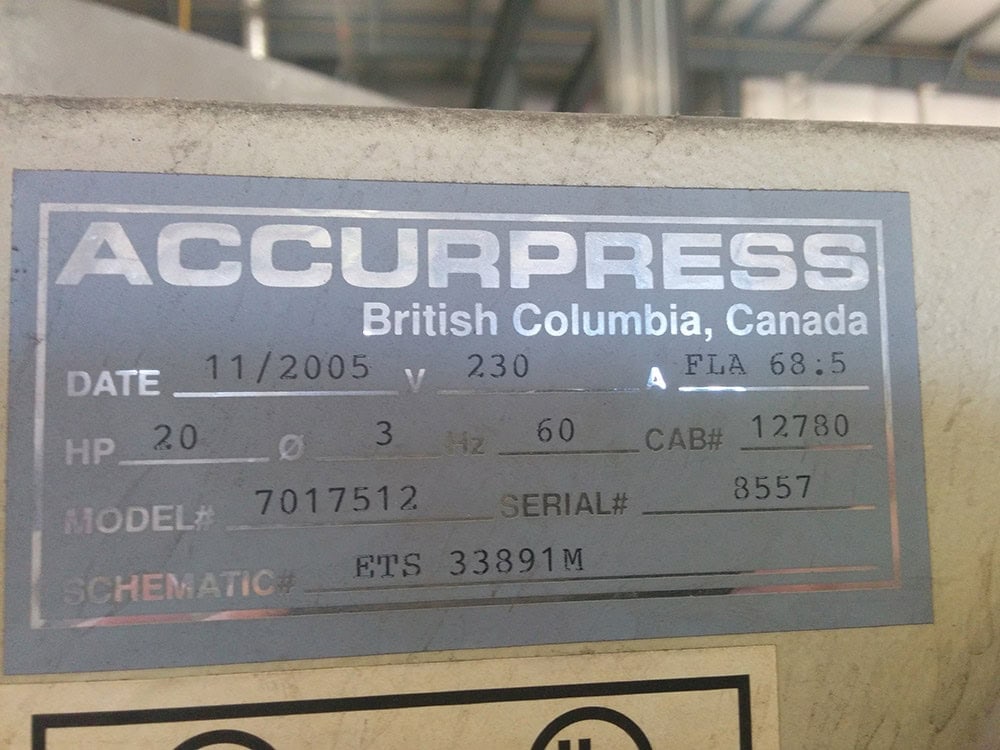 ACCURPRESS
British Columbia, Canada
DATE 11/2005 V 230 A FLA 68:5
HP 20 Ø 3 Hz 60 CAB# 12780
MODEL# 7017512 SERIAL# 8557
SCHEMATIC# ETS 33891M